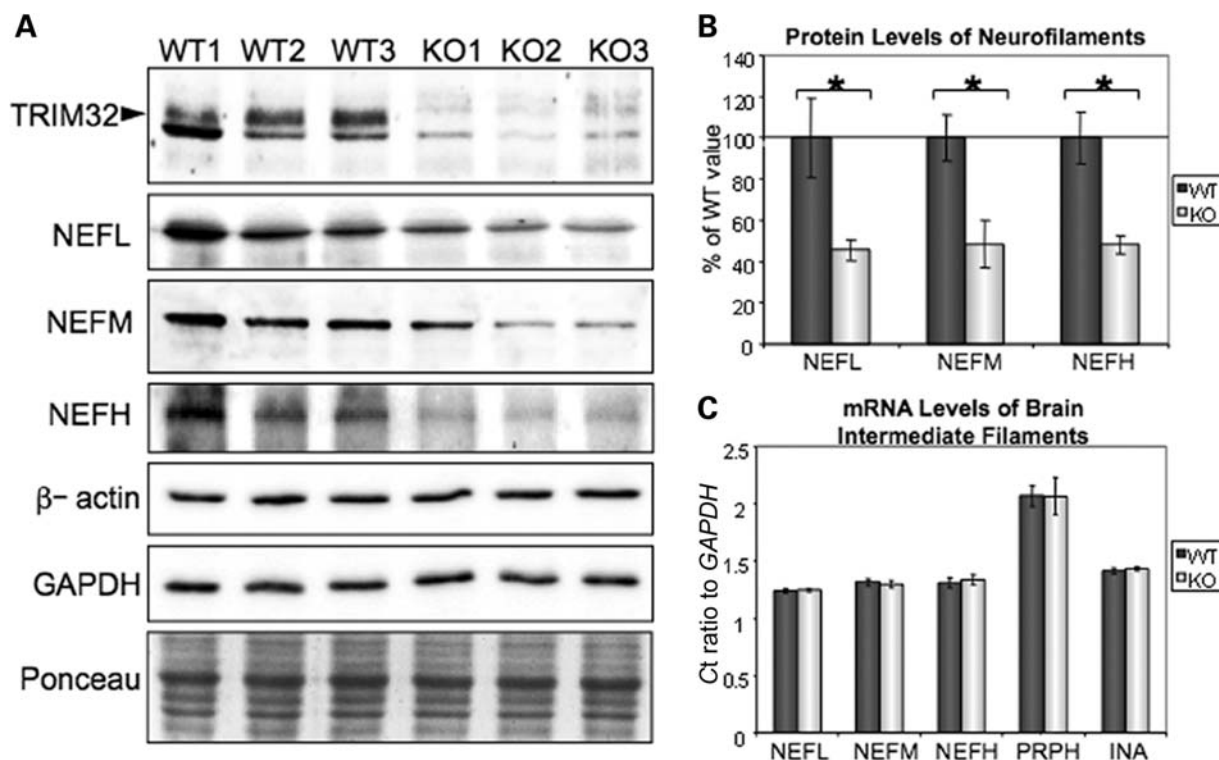 A
WT1 WT2 WT3 KO1 KO2 KO3
TRIM32
NEFL
NEFM
NEFH
β- actin
GAPDH
Ponceau
B
Protein Levels of Neurofilaments
% of WT value
140
120
100
80
60
40
20
0
* * *
NEFL NEFM NEFH
WT
KO
C
mRNA Levels of Brain
Intermediate Filaments
Ct ratio to GAPDH
2.5
2
1.5
1
0.5
0
NEFL NEFM NEFH PRPH INA
WT
KO